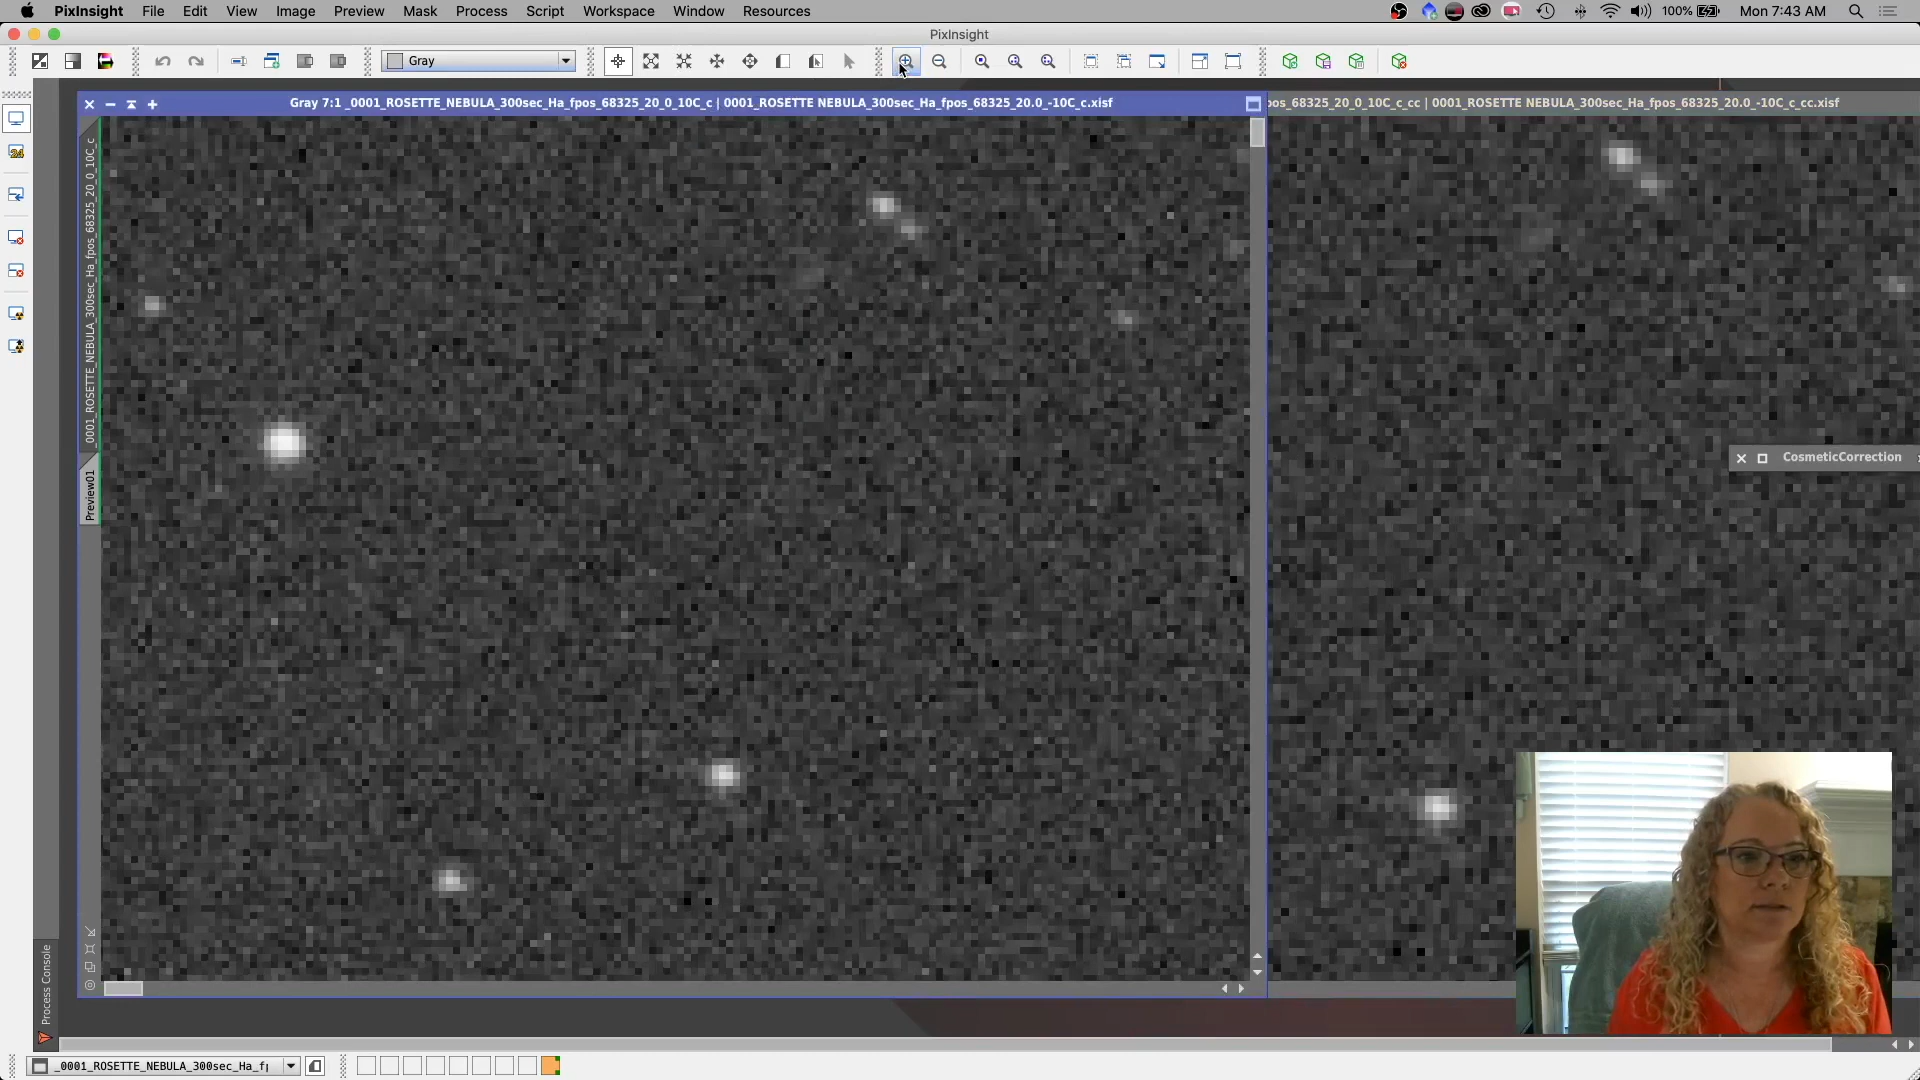 PixInsight File Edit View Image Preview Mask Process Script Workspace Window Resources 100% Mon 7:43 AM
PixInsight
Gray
Gray 7:1 _0001_ROSETTE_NEBULA_300sec_Ha_fpos_68325_20_0_10C_c | 0001_ROSETTE NEBULA_300sec_Ha_fpos_68325_20.0_-10C_c.xisf
pos_68325_20_0_10C_c_cc | 0001_ROSETTE NEBULA_300sec_Ha_fpos_68325_20.0_-10C_c_cc.xisf
_0001_ROSETTE_NEBULA_300sec_Ha_fpos_68325_20_0_10C_c
Preview01
CosmeticCorrection
Process Console
_0001_ROSETTE_NEBULA_300sec_Ha_f